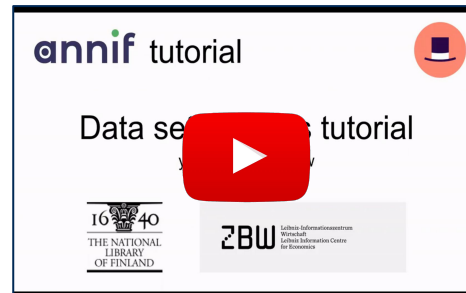 annif tutorial
Data se s tutorial
1640
THE NATIONAL
LIBRARY
OF FINLAND
ZBW
Leibniz-Informationszentrum
Wirtschaft
Leibniz Information Centre
for Economics